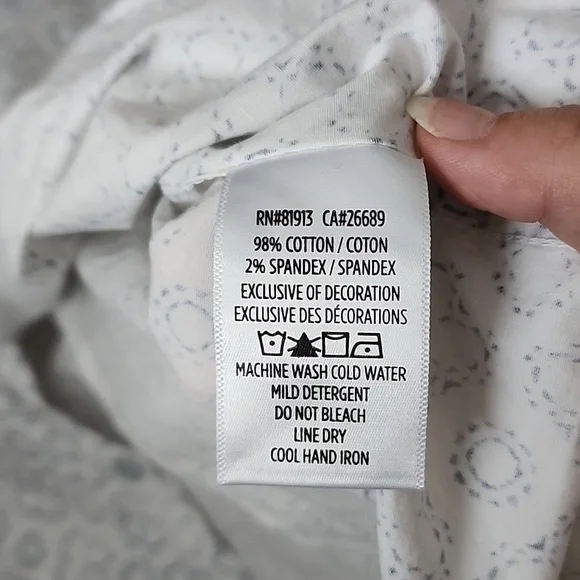 RN#81913 CA#26689
98% COTTON / COTON
2% SPANDEX / SPANDEX
EXCLUSIVE OF DECORATION
EXCLUSIVE DES DÉCORATIONS
MACHINE WASH COLD WATER
MILD DETERGENT
DO NOT BLEACH
LINE DRY
COOL HAND IRON